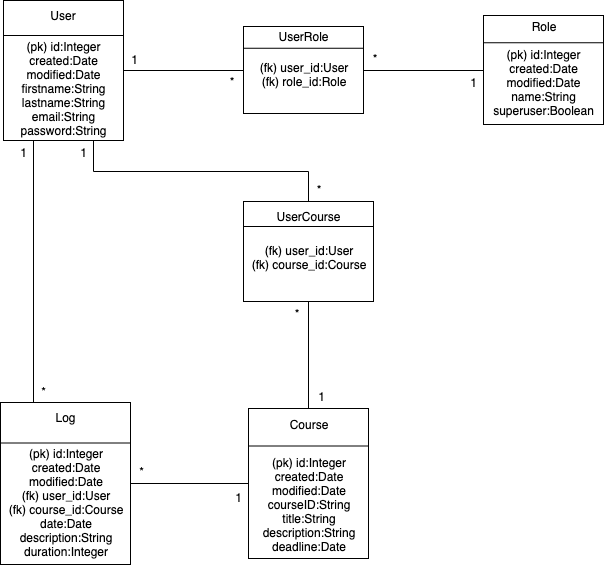 User
(pk) id:Integer
created:Date
modified:Date
firstname:String
lastname:String
email:String
password:String
1
*
UserRole
(fk) user_id:User
(fk) role_id:Role
*
1
Role
(pk) id:Integer
created:Date
modified:Date
name:String
superuser:Boolean
1
1
*
UserCourse
(fk) user_id:User
(fk) course_id:Course
*
1
*
Log
(pk) id:Integer
created:Date
modified:Date
(fk) user_id:User
(fk) course_id:Course
date:Date
description:String
duration:Integer
*
1
Course
(pk) id:Integer
created:Date
modified:Date
courseID:String
title:String
description:String
deadline:Date